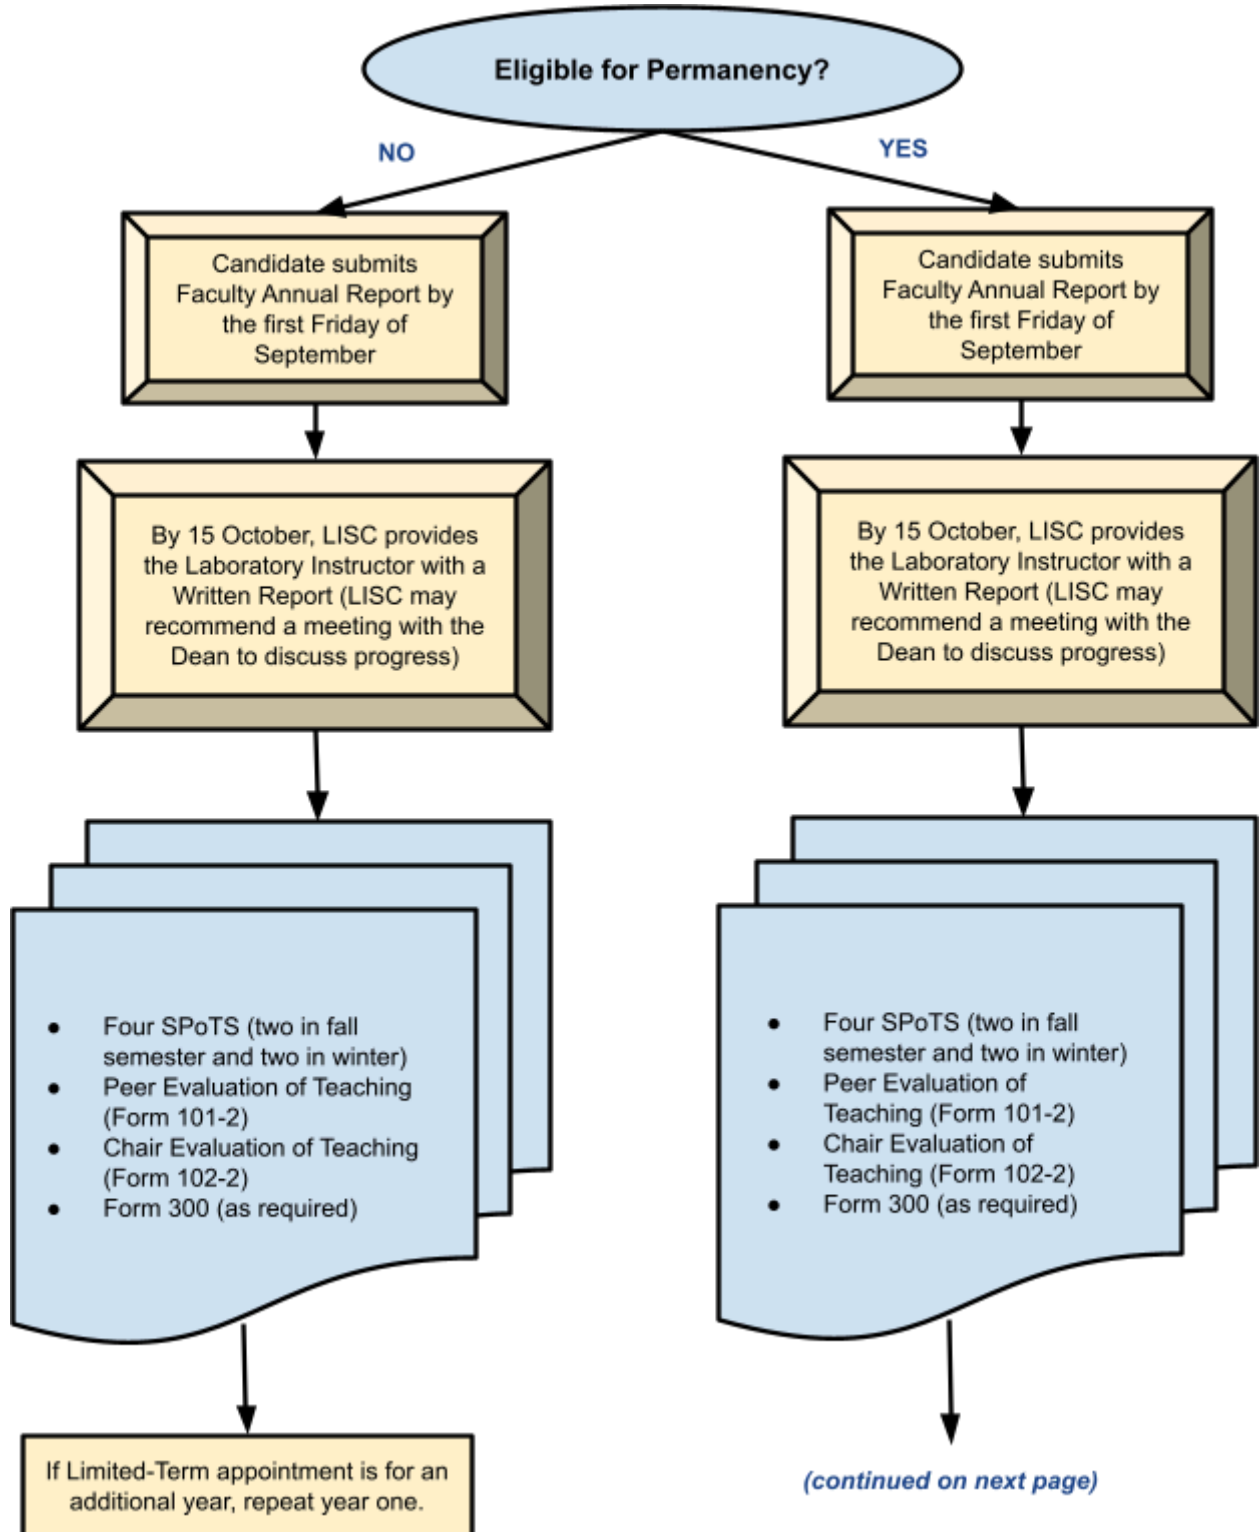 Eligible for Permanency?
NO
YES
Candidate submits
Faculty Annual Report by
the first Friday of
September
Candidate submits
Faculty Annual Report by
the first Friday of
September
By 15 October, LISC provides
the Laboratory Instructor with a
Written Report (LISC may
recommend a meeting with the
Dean to discuss progress)
By 15 October, LISC provides
the Laboratory Instructor with a
Written Report (LISC may
recommend a meeting with the
Dean to discuss progress)
● Four SPoTS (two in fall
semester and two in winter)
● Peer Evaluation of Teaching
(Form 101-2)
● Chair Evaluation of Teaching
(Form 102-2)
● Form 300 (as required)
● Four SPoTS (two in fall
semester and two in winter)
● Peer Evaluation of
Teaching (Form 101-2)
● Chair Evaluation of
Teaching (Form 102-2)
● Form 300 (as required)
If Limited-Term appointment is for an
additional year, repeat year one.
(continued on next page)